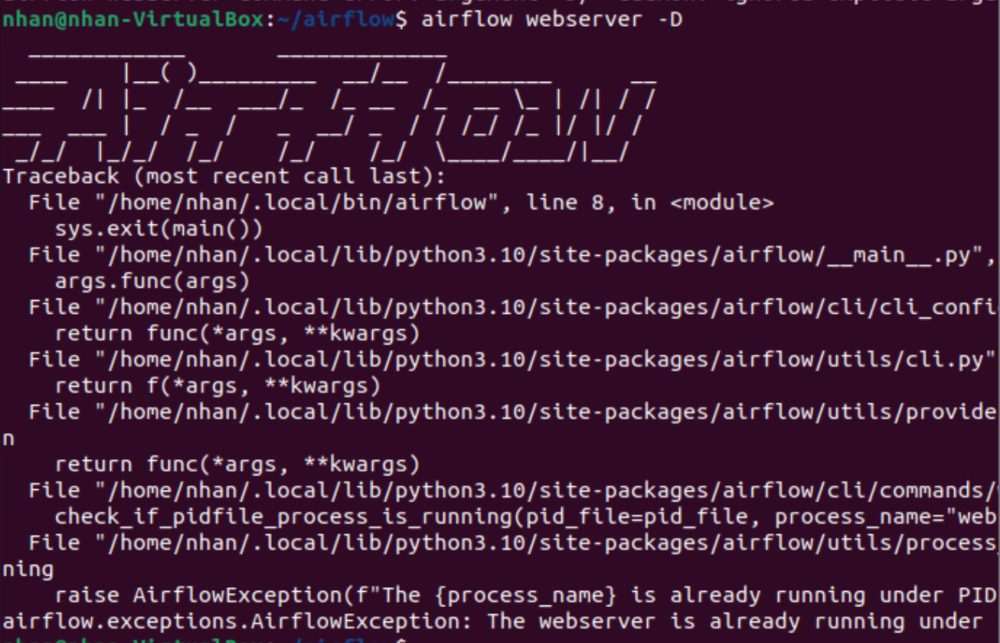 nhan@nhan-VirtualBox:~/airflow$ airflow webserver -D
  ____________       _____________
 ____    |__( )_________  __/__  /________      __
____  /| |_  /__  ___/_  /_ __  /_  __ \_ | /| / /
___  ___ |  / _  /   _  __/ _  / / /_/ /_ |/ |/ /
 _/_/  |_/_/  /_/    /_/    /_/  \____/____/|__/
Traceback (most recent call last):
  File "/home/nhan/.local/bin/airflow", line 8, in <module>
    sys.exit(main())
  File "/home/nhan/.local/lib/python3.10/site-packages/airflow/__main__.py",
    args.func(args)
  File "/home/nhan/.local/lib/python3.10/site-packages/airflow/cli/cli_confi
    return func(*args, **kwargs)
  File "/home/nhan/.local/lib/python3.10/site-packages/airflow/utils/cli.py"
    return f(*args, **kwargs)
  File "/home/nhan/.local/lib/python3.10/site-packages/airflow/utils/provide
n
    return func(*args, **kwargs)
  File "/home/nhan/.local/lib/python3.10/site-packages/airflow/cli/commands/
    check_if_pidfile_process_is_running(pid_file=pid_file, process_name="web
  File "/home/nhan/.local/lib/python3.10/site-packages/airflow/utils/process_
ning
    raise AirflowException(f"The {process_name} is already running under PID
airflow.exceptions.AirflowException: The webserver is already running under